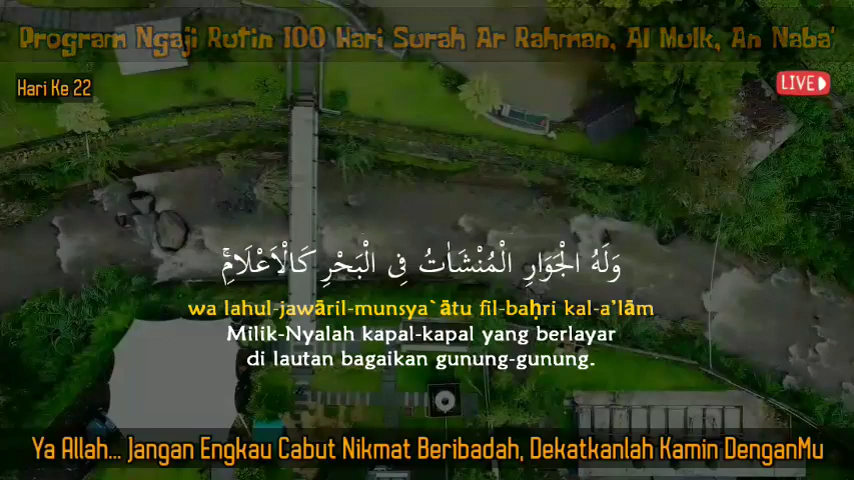 Program Ngaji Rutin 100 Hari Surah Ar Rahman, Al Mulk, An Naba'
Hari Ke 22
LIVE
وَلَهُ الْجَوَارِ الْمُنْشَاٰتُ فِى الْبَحْرِ كَالْاَعْلَامِۚ
wa lahul-jawāril-munsya`ātu fil-baḥri kal-a'lām
Milik-Nyalah kapal-kapal yang berlayar
di lautan bagaikan gunung-gunung.
Ya Allah... Jangan Engkau Cabut Nikmat Beribadah, Dekatkanlah Kamin DenganMu